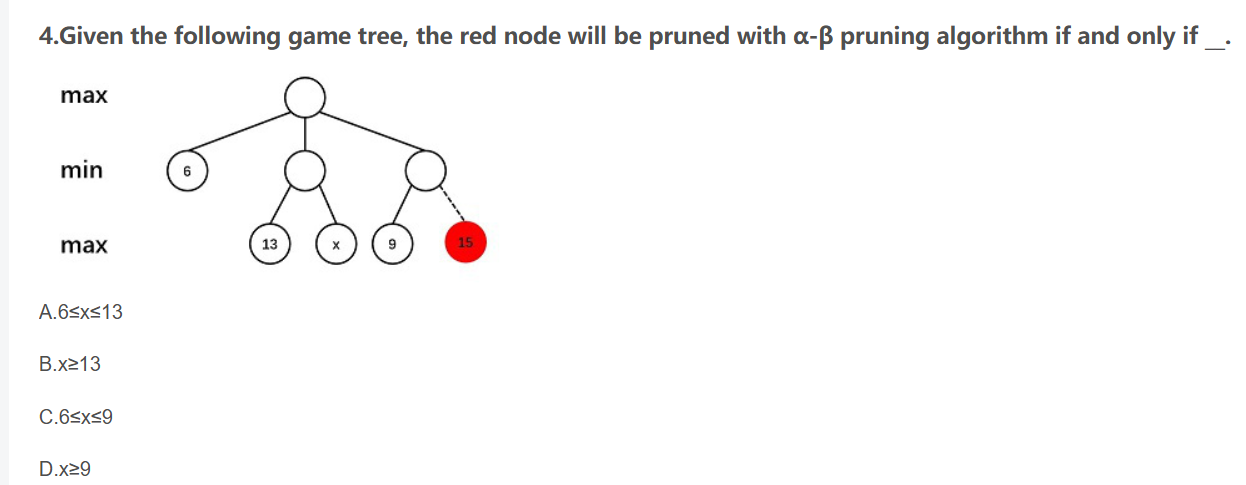 4.Given the following game tree, the red node will be pruned with α-β pruning algorithm if and only if __.
max
min
6
max
13
x
9
15
A.6≤x≤13
B.x≥13
C.6≤x≤9
D.x≥9